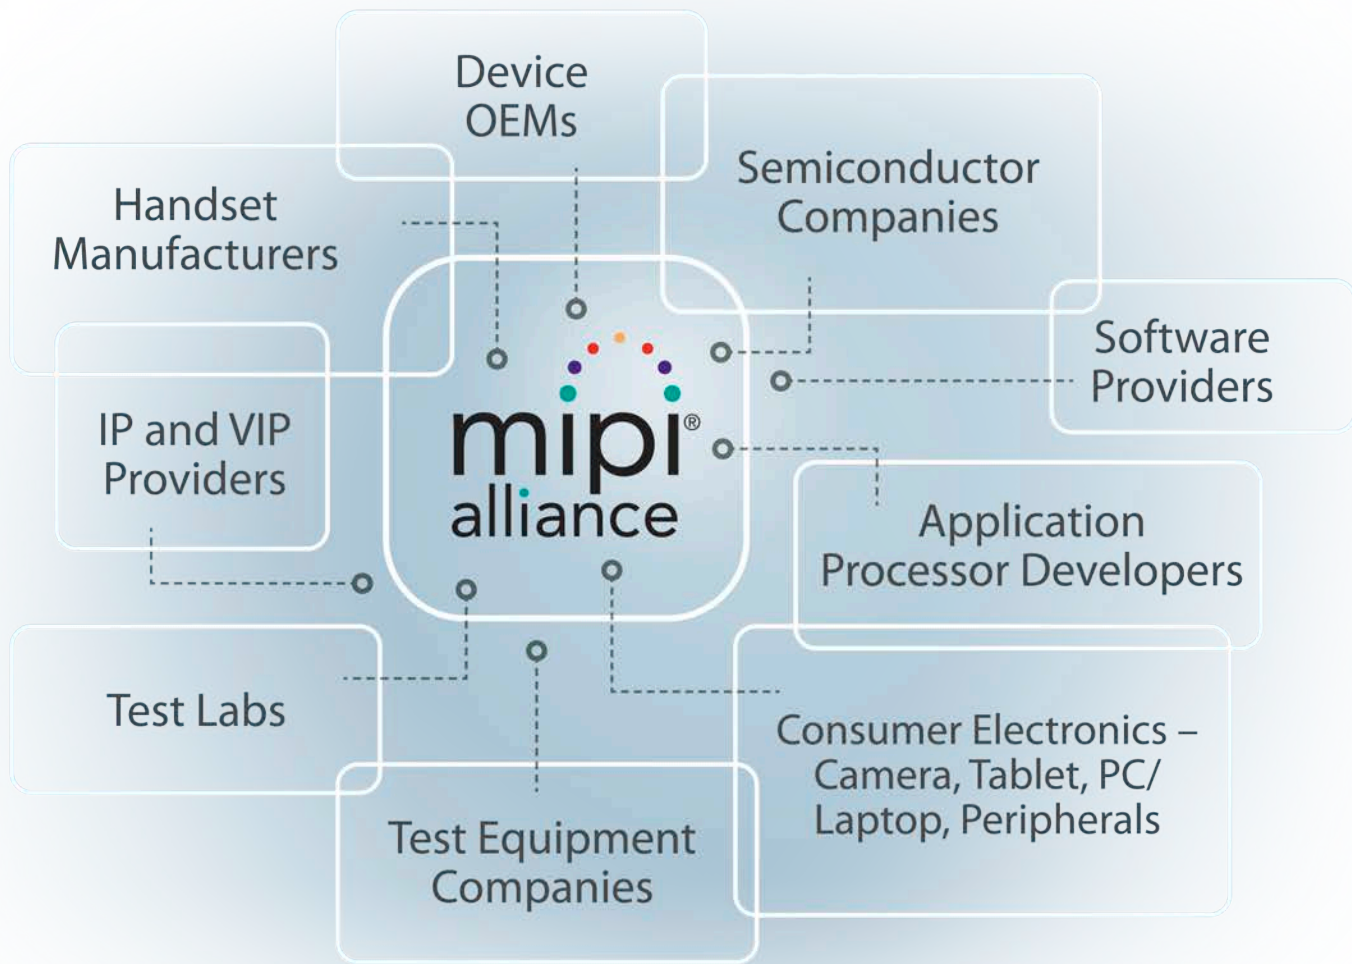 Device
OEMs
Semiconductor
Companies
Handset
Manufacturers
Software
Providers
IP and VIP
Providers
mipi®
alliance
Application
Processor Developers
Test Labs
Consumer Electronics –
Camera, Tablet, PC/
Laptop, Peripherals
Test Equipment
Companies